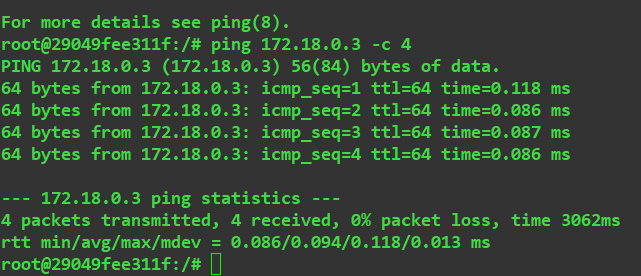 For more details see ping(8).
root@29049fee311f:/# ping 172.18.0.3 -c 4
PING 172.18.0.3 (172.18.0.3) 56(84) bytes of data.
64 bytes from 172.18.0.3: icmp_seq=1 ttl=64 time=0.118 ms
64 bytes from 172.18.0.3: icmp_seq=2 ttl=64 time=0.086 ms
64 bytes from 172.18.0.3: icmp_seq=3 ttl=64 time=0.087 ms
64 bytes from 172.18.0.3: icmp_seq=4 ttl=64 time=0.086 ms
--- 172.18.0.3 ping statistics ---
4 packets transmitted, 4 received, 0% packet loss, time 3062ms
rtt min/avg/max/mdev = 0.086/0.094/0.118/0.013 ms
root@29049fee311f:/#